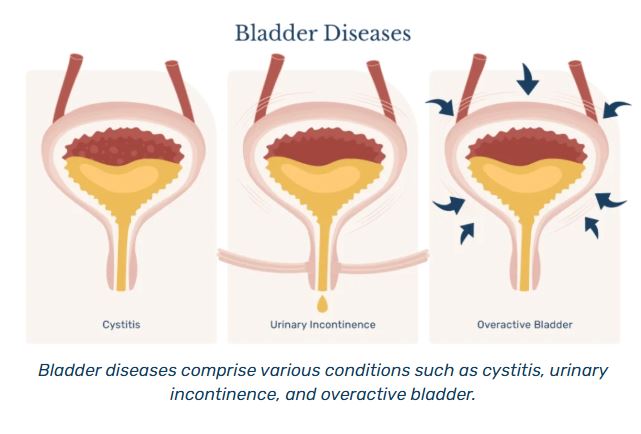 Bladder Diseases
Cystitis
Urinary Incontinence
Overactive Bladder
Bladder diseases comprise various conditions such as cystitis, urinary
incontinence, and overactive bladder.